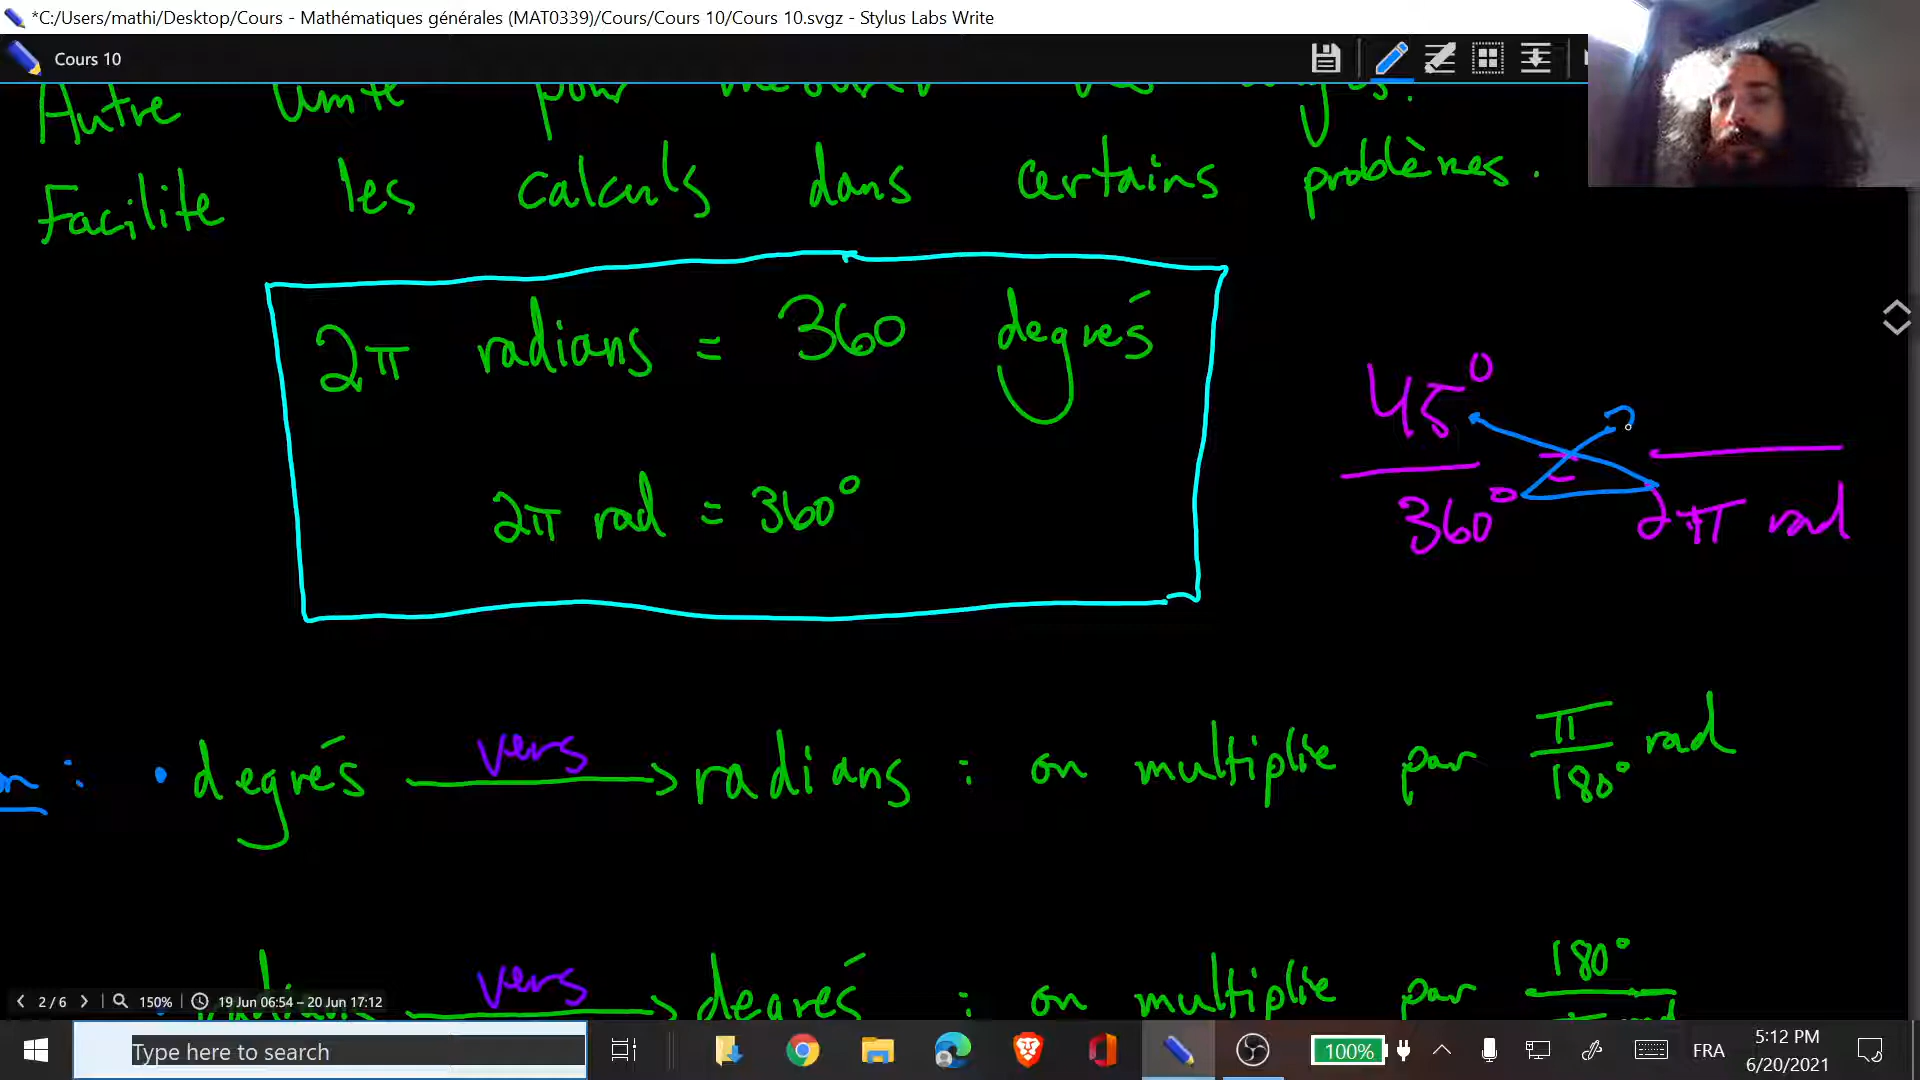 *C:/Users/mathi/Desktop/Cours - Mathématiques générales (MAT0339)/Cours/Cours 10/Cours 10.svgz - Stylus Labs Write
Cours 10
Autre unité pour mesurer
Facilite les calculs dans certains problèmes.
2π radians = 360 degrés
2π rad = 360°
45° / 360° = / 2π rad
: • degrés vers → radians : on multiplie par π/180° rad
vers → degrés : on multiplie par 180°
2 / 6 150% 19 Jun 06:54 – 20 Jun 17:12
Type here to search
100% FRA 5:12 PM
6/20/2021